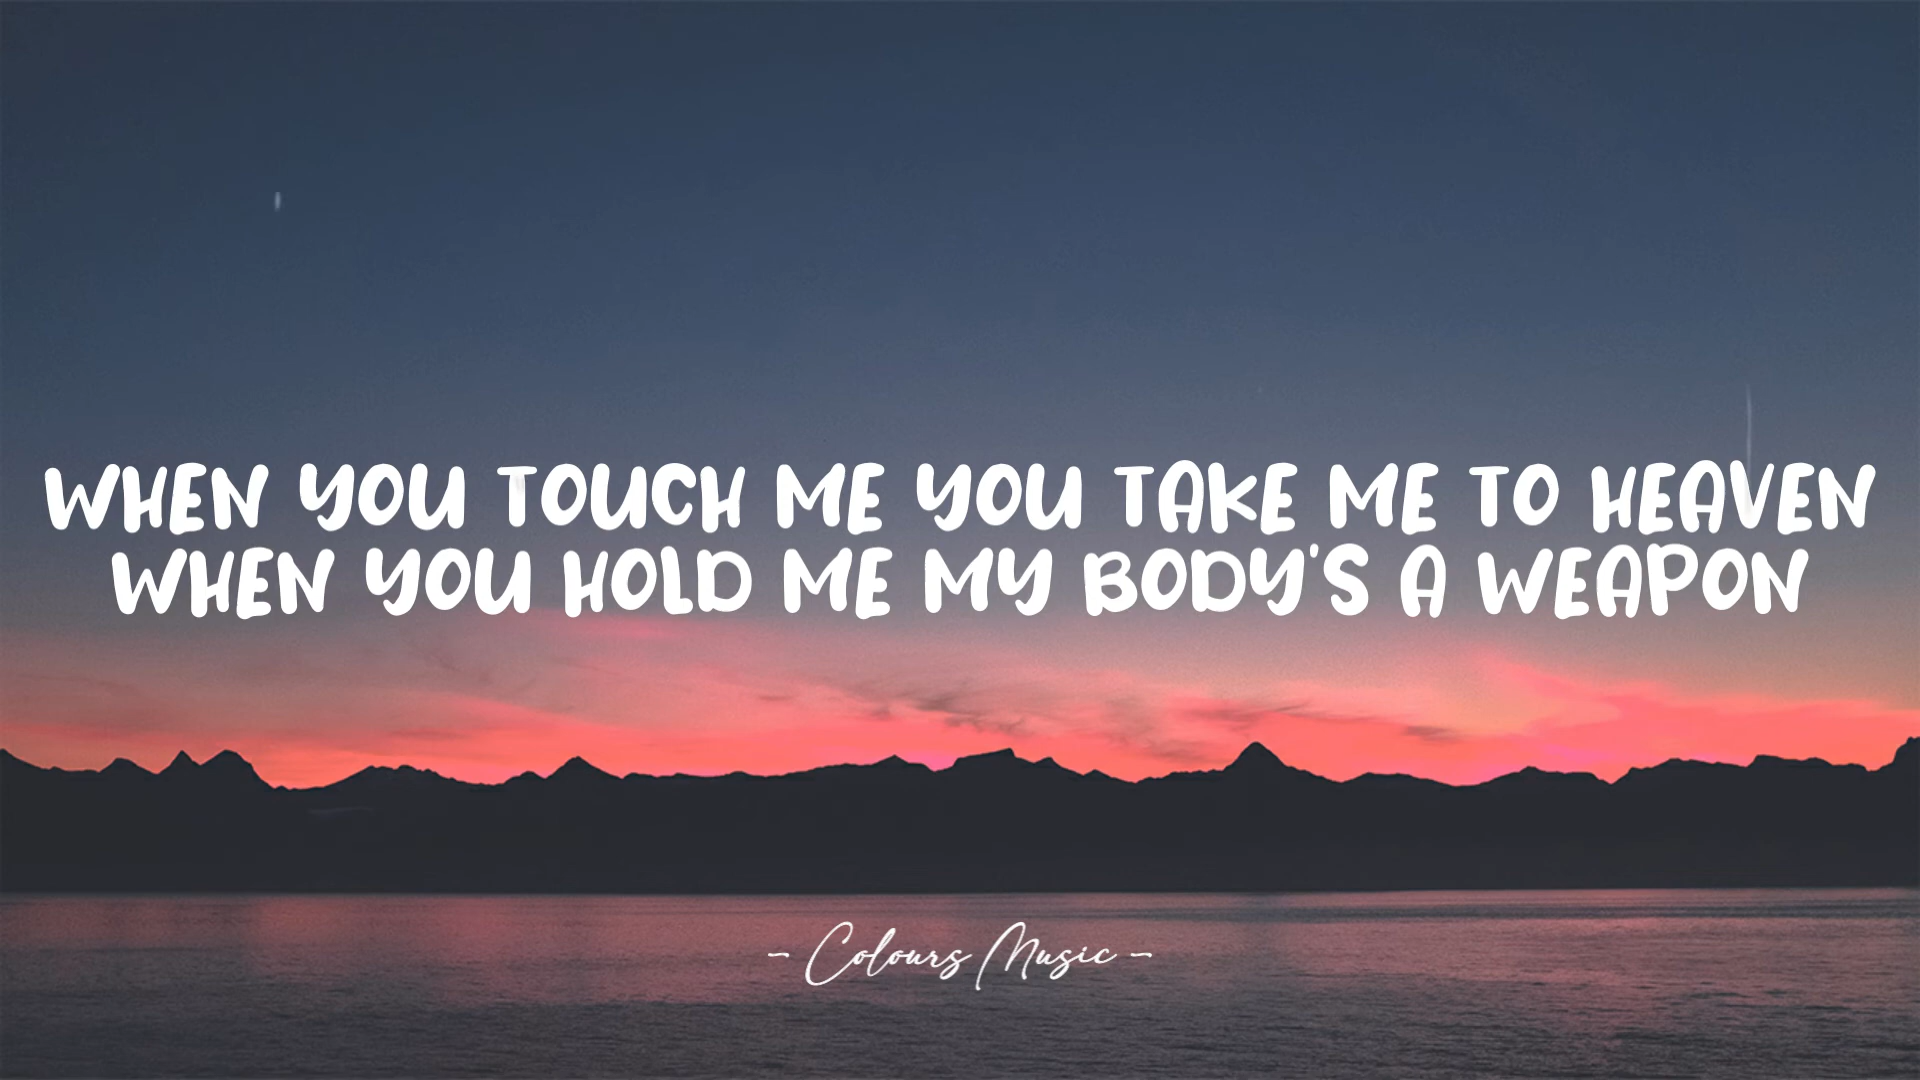 WHEN YOU TOUCH ME YOU TAKE ME TO HEAVEN
WHEN YOU HOLD ME MY BODY'S A WEAPON
- Colours Music -